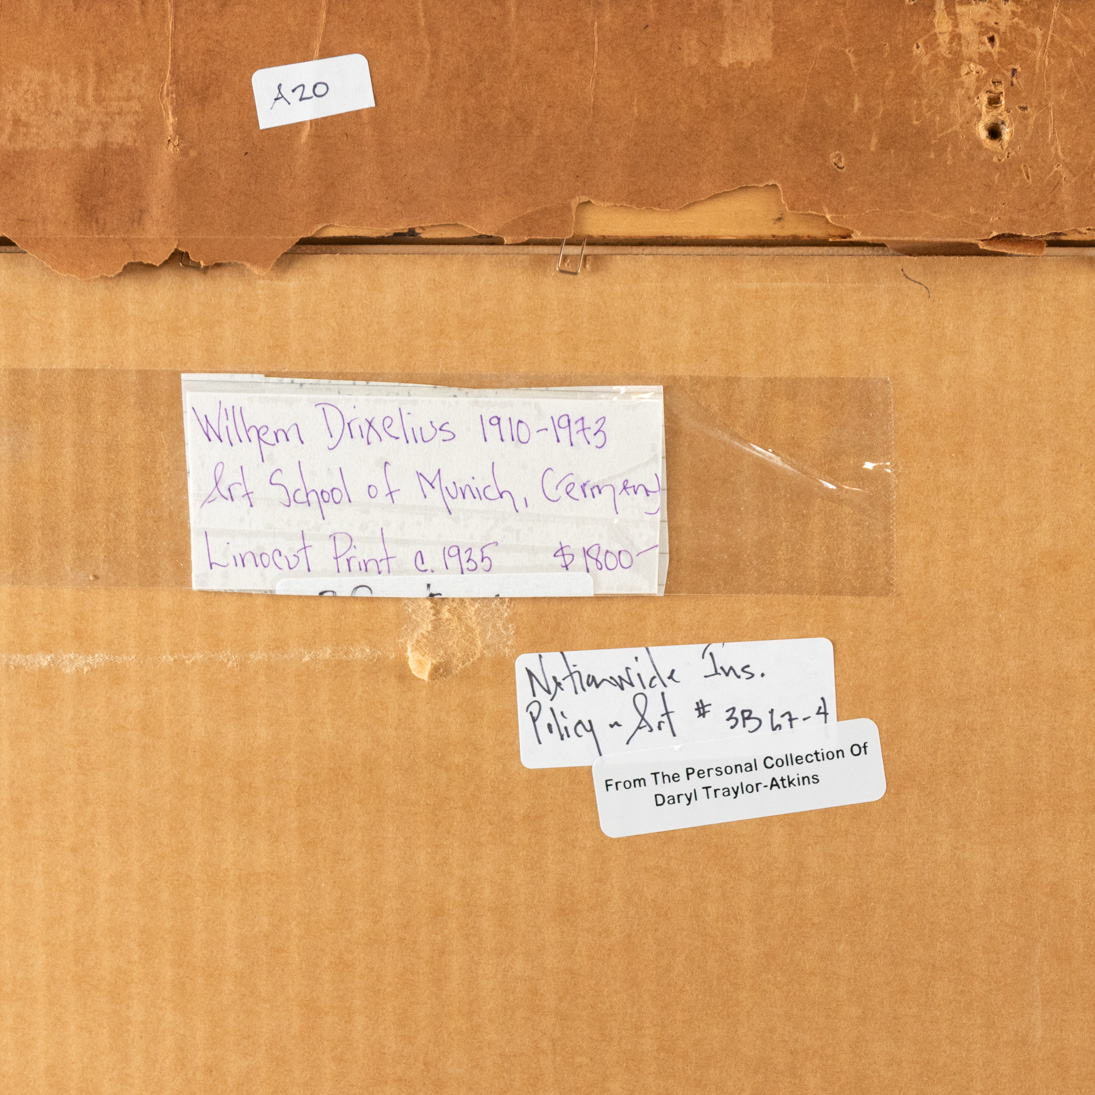 A20
Wilhem Drixelius 1910-1973
Art School of Munich, Germany
Linocut Print c. 1935 $1800-
Nationwide Ins.
Policy - Art # 3B67-4
From The Personal Collection Of
Daryl Traylor-Atkins